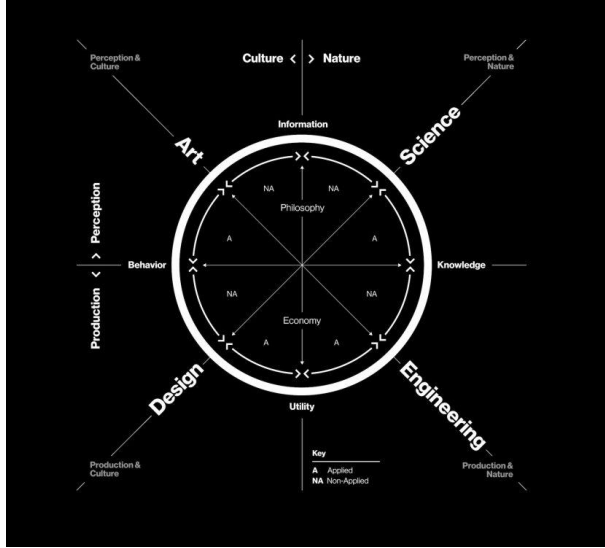 Perception &
Culture
Culture < > Nature
Perception &
Nature
Information
Art
Science
NA
NA
Philosophy
Production < > Perception
A
A
Behavior
Knowledge
NA
NA
Economy
A
A
Design
Engineering
Utility
Key
A Applied
NA Non-Applied
Production &
Culture
Production &
Nature